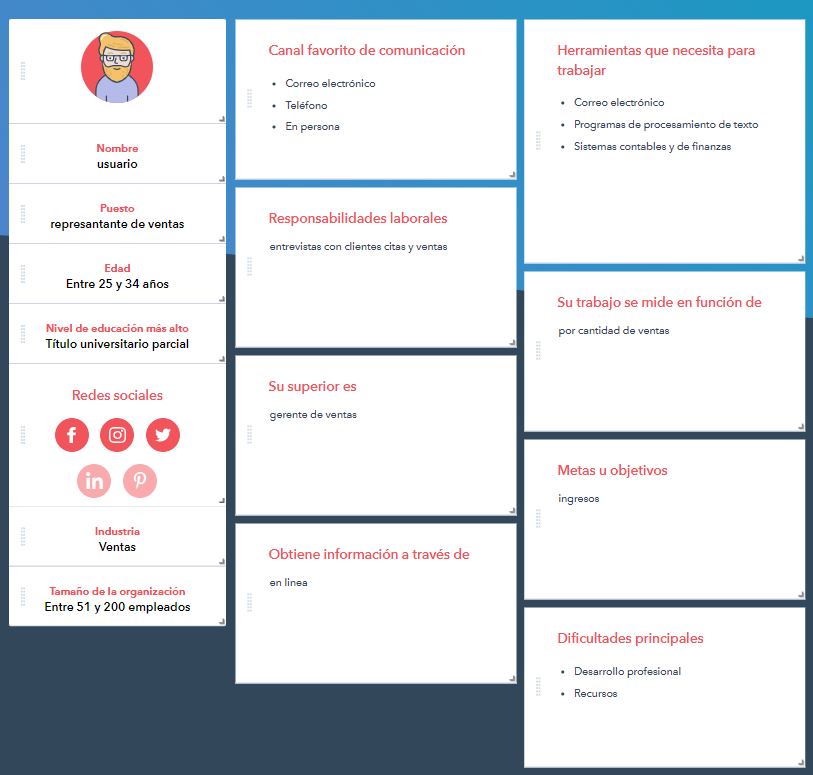 Nombre
usuario
Puesto
represantante de ventas
Edad
Entre 25 y 34 años
Nivel de educación más alto
Título universitario parcial
Redes sociales
Industria
Ventas
Tamaño de la organización
Entre 51 y 200 empleados
Canal favorito de comunicación
• Correo electrónico
• Teléfono
• En persona
Responsabilidades laborales
entrevistas con clientes citas y ventas
Su superior es
gerente de ventas
Obtiene información a través de
en linea
Herramientas que necesita para
trabajar
• Correo electrónico
• Programas de procesamiento de texto
• Sistemas contables y de finanzas
Su trabajo se mide en función de
por cantidad de ventas
Metas u objetivos
ingresos
Dificultades principales
• Desarrollo profesional
• Recursos